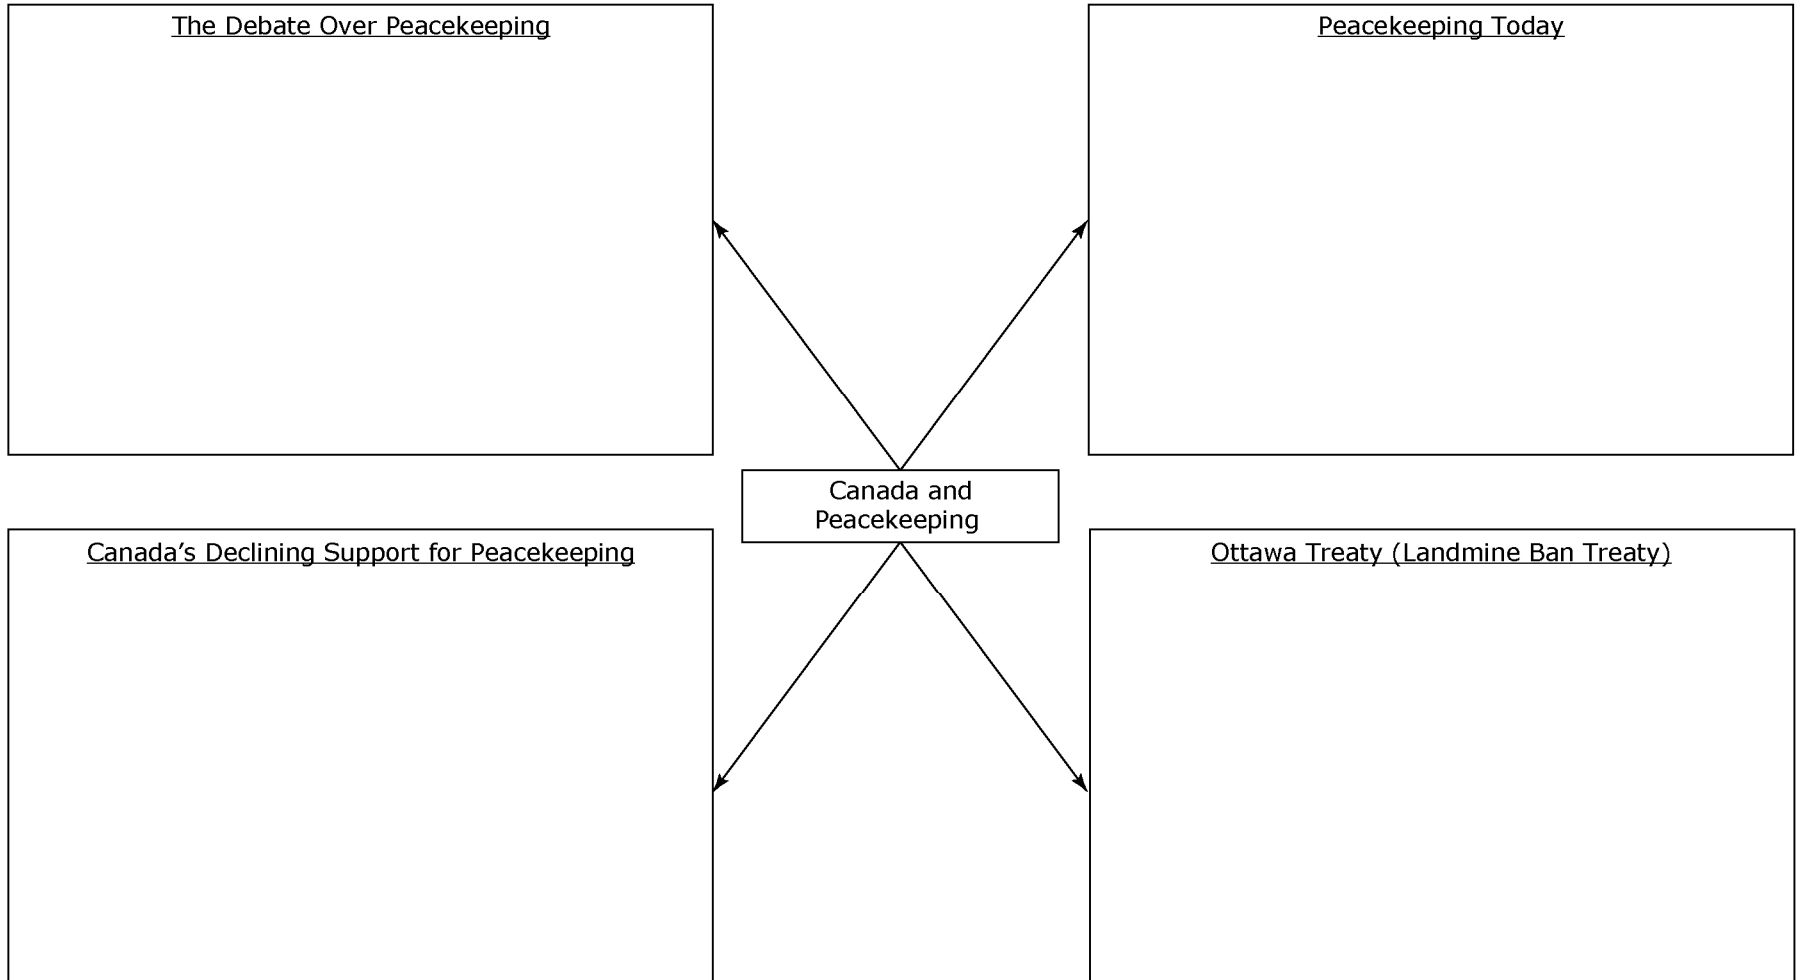 The Debate Over Peacekeeping
Peacekeeping Today
Canada and
Peacekeeping
Canada’s Declining Support for Peacekeeping
Ottawa Treaty (Landmine Ban Treaty)